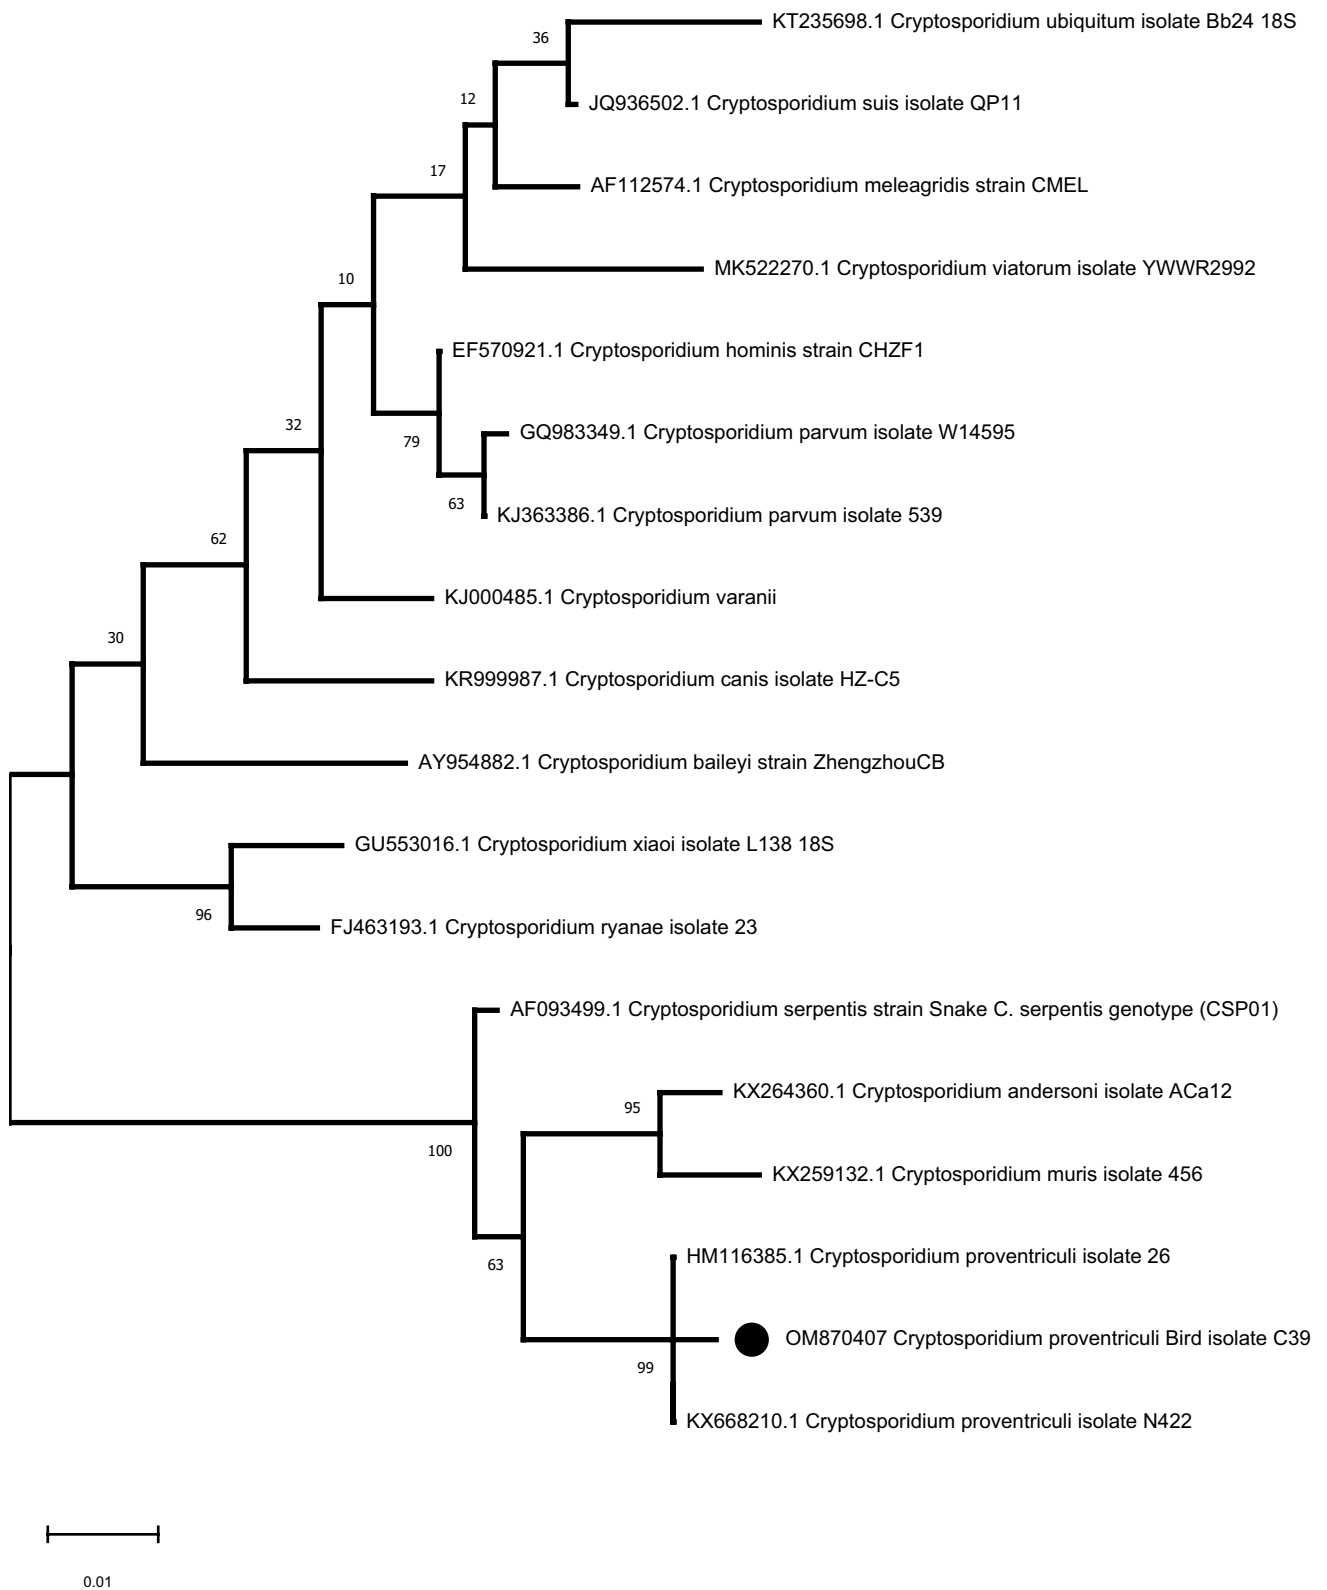 KT235698.1 Cryptosporidium ubiquitum isolate Bb24 18S
36
JQ936502.1 Cryptosporidium suis isolate QP11
12
AF112574.1 Cryptosporidium meleagridis strain CMEL
17
MK522270.1 Cryptosporidium viatorum isolate YWWR2992
10
EF570921.1 Cryptosporidium hominis strain CHZF1
32
GQ983349.1 Cryptosporidium parvum isolate W14595
79
63
KJ363386.1 Cryptosporidium parvum isolate 539
62
KJ000485.1 Cryptosporidium varanii
30
KR999987.1 Cryptosporidium canis isolate HZ-C5
AY954882.1 Cryptosporidium baileyi strain ZhengzhouCB
GU553016.1 Cryptosporidium xiaoi isolate L138 18S
96
FJ463193.1 Cryptosporidium ryanae isolate 23
AF093499.1 Cryptosporidium serpentis strain Snake C. serpentis genotype (CSP01)
KX264360.1 Cryptosporidium andersoni isolate ACa12
95
100
KX259132.1 Cryptosporidium muris isolate 456
HM116385.1 Cryptosporidium proventriculi isolate 26
63
OM870407 Cryptosporidium proventriculi Bird isolate C39
99
KX668210.1 Cryptosporidium proventriculi isolate N422
0.01